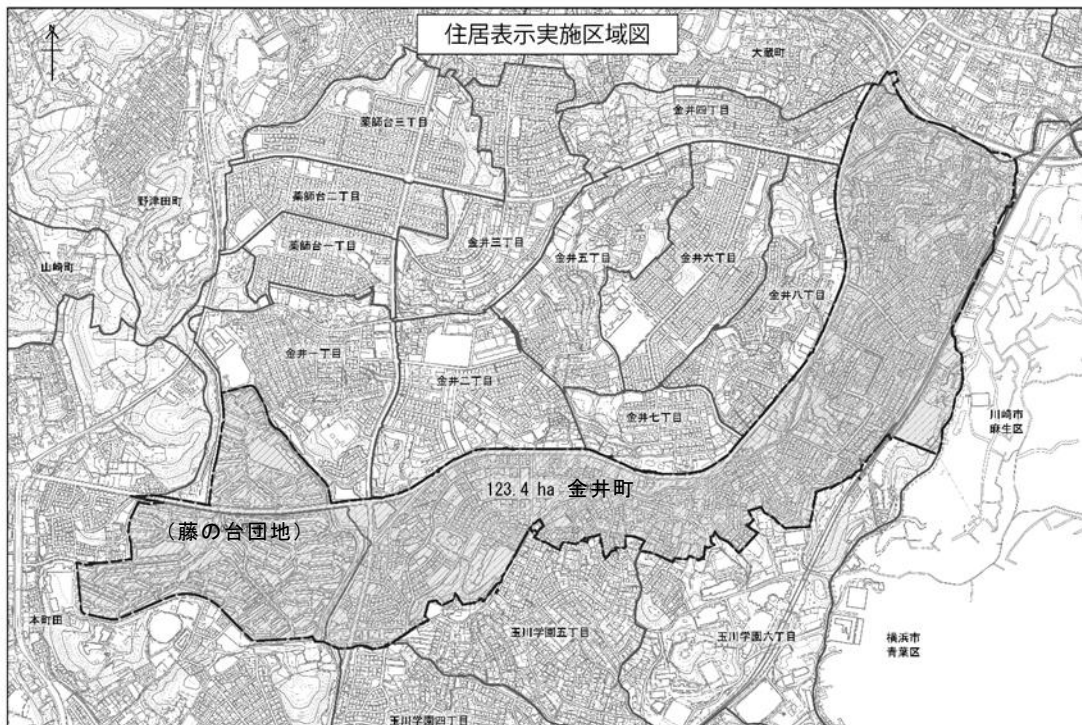 住居表示実施区域図
大蔵町
金井四丁目
薬師台三丁目
薬師台二丁目
野津田町
金井三丁目
薬師台一丁目
金井五丁目
金井六丁目
山崎町
金井八丁目
金井一丁目
金井二丁目
金井七丁目
川崎市
麻生区
123.4 ha 金井町
(藤の台団地)
本町田
玉川学園五丁目
玉川学園六丁目
横浜市
青葉区
玉川学園四丁目